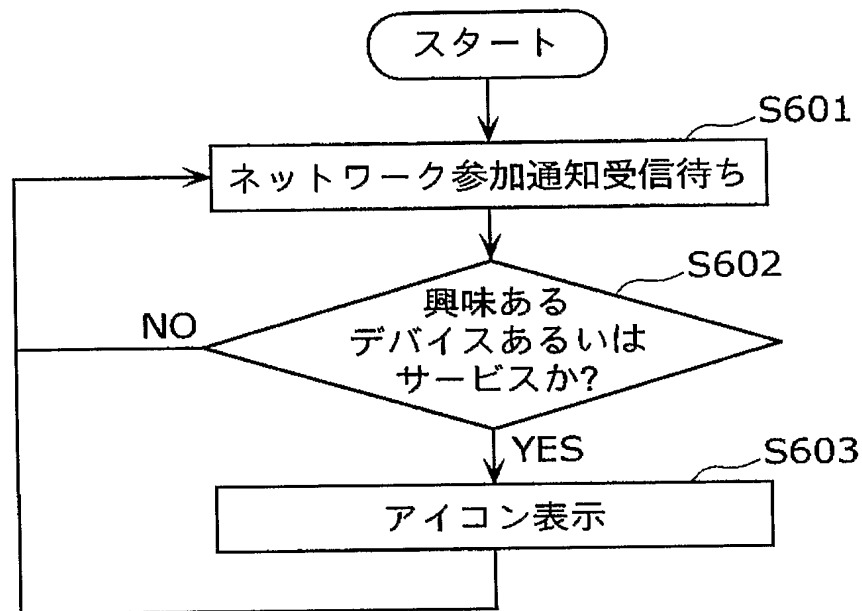 スタート
S601
ネットワーク参加通知受信待ち
S602
興味ある
デバイスあるいは
サービスか?
NO
YES
S603
アイコン表示